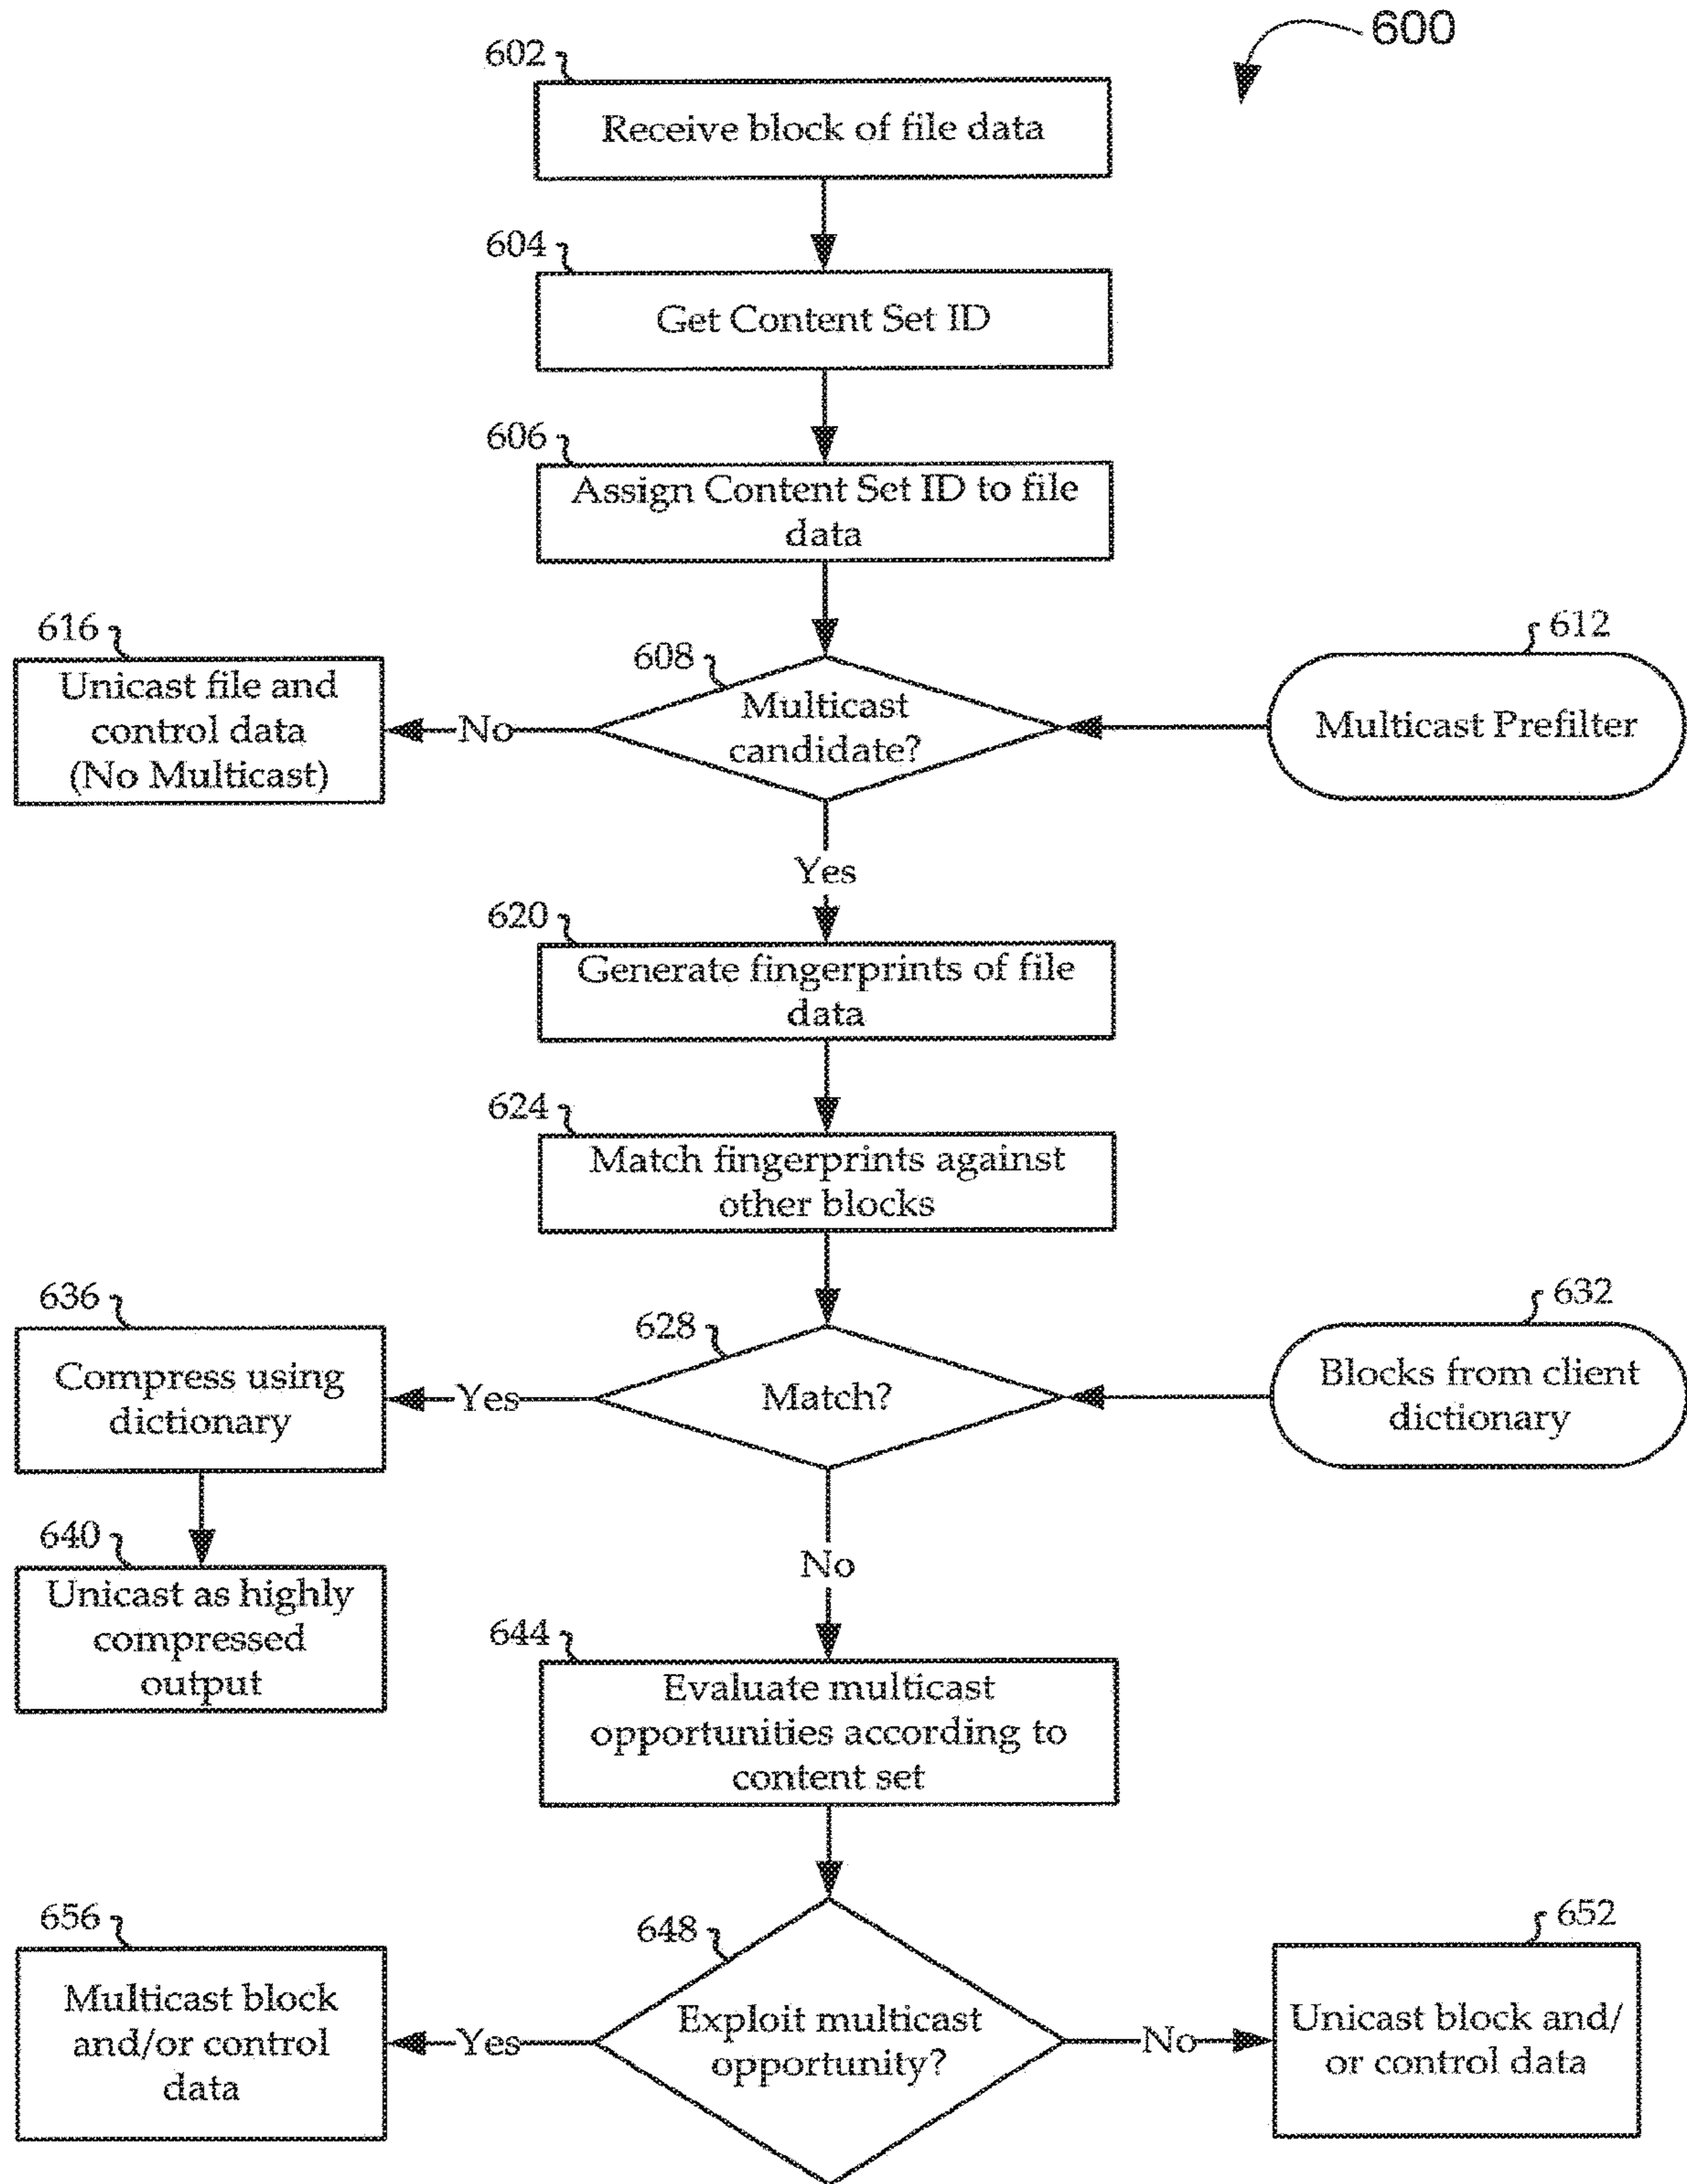 600
602
Receive block of file data
604
Get Content Set ID
606
Assign Content Set ID to file
data
616
Unicast file and
control data
(No Multicast)
No
608
Multicast
candidate?
612
Multicast Prefilter
Yes
620
Generate fingerprints of file
data
624
Match fingerprints against
other blocks
636
Compress using
dictionary
Yes
628
Match?
632
Blocks from client
dictionary
640
Unicast as highly
compressed
output
No
644
Evaluate multicast
opportunities according to
content set
656
Multicast block
and/or control
data
Yes
648
Exploit multicast
opportunity?
No
652
Unicast block and/
or control data